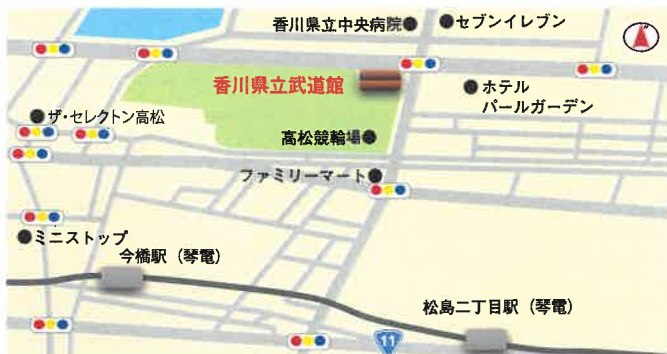 香川県立中央病院
セブンイレブン
香川県立武道館
ホテル
パールガーデン
ザ・セレクトン高松
高松競輪場
ファミリーマート
ミニストップ
今橋駅（琴電）
松島二丁目駅（琴電）
11